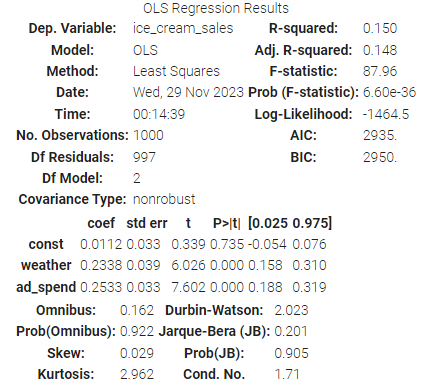 OLS Regression Results
Dep. Variable: ice_cream_sales R-squared: 0.150
Model: OLS Adj. R-squared: 0.148
Method: Least Squares F-statistic: 87.96
Date: Wed, 29 Nov 2023 Prob (F-statistic): 6.60e-36
Time: 00:14:39 Log-Likelihood: -1464.5
No. Observations: 1000 AIC: 2935.
Df Residuals: 997 BIC: 2950.
Df Model: 2
Covariance Type: nonrobust
coef std err t P>|t| [0.025 0.975]
const 0.0112 0.033 0.339 0.735 -0.054 0.076
weather 0.2338 0.039 6.026 0.000 0.158 0.310
ad_spend 0.2533 0.033 7.602 0.000 0.188 0.319
Omnibus: 0.162 Durbin-Watson: 2.023
Prob(Omnibus): 0.922 Jarque-Bera (JB): 0.201
Skew: 0.029 Prob(JB): 0.905
Kurtosis: 2.962 Cond. No. 1.71